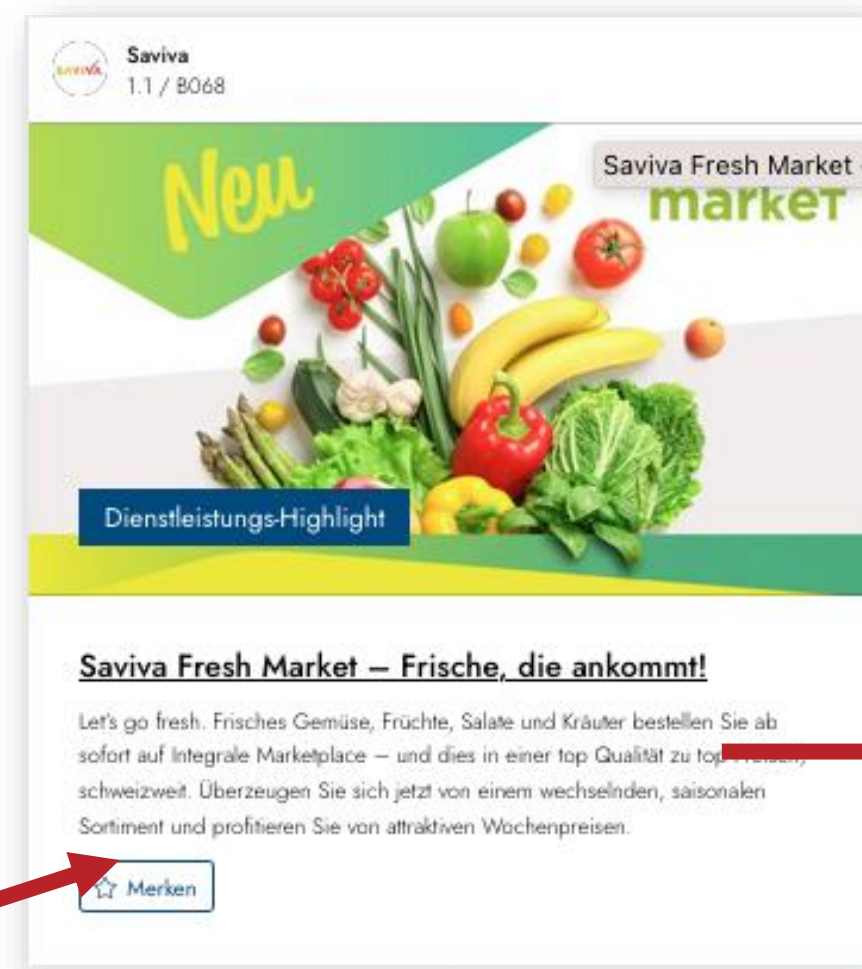 Saviva
SAVIVA
1.1 / B068
Neu
Saviva Fresh Market
market
Dienstleistungs-Highlight
Saviva Fresh Market – Frische, die ankommt!
Let's go fresh. Frisches Gemüse, Früchte, Salate und Kräuter bestellen Sie ab
sofort auf Integrale Marketplace – und dies in einer top Qualität zu top
schweizweit. Überzeugen Sie sich jetzt von einem wechselnden, saisonalen
Sortiment und profitieren Sie von attraktiven Wochenpreisen.
Merken